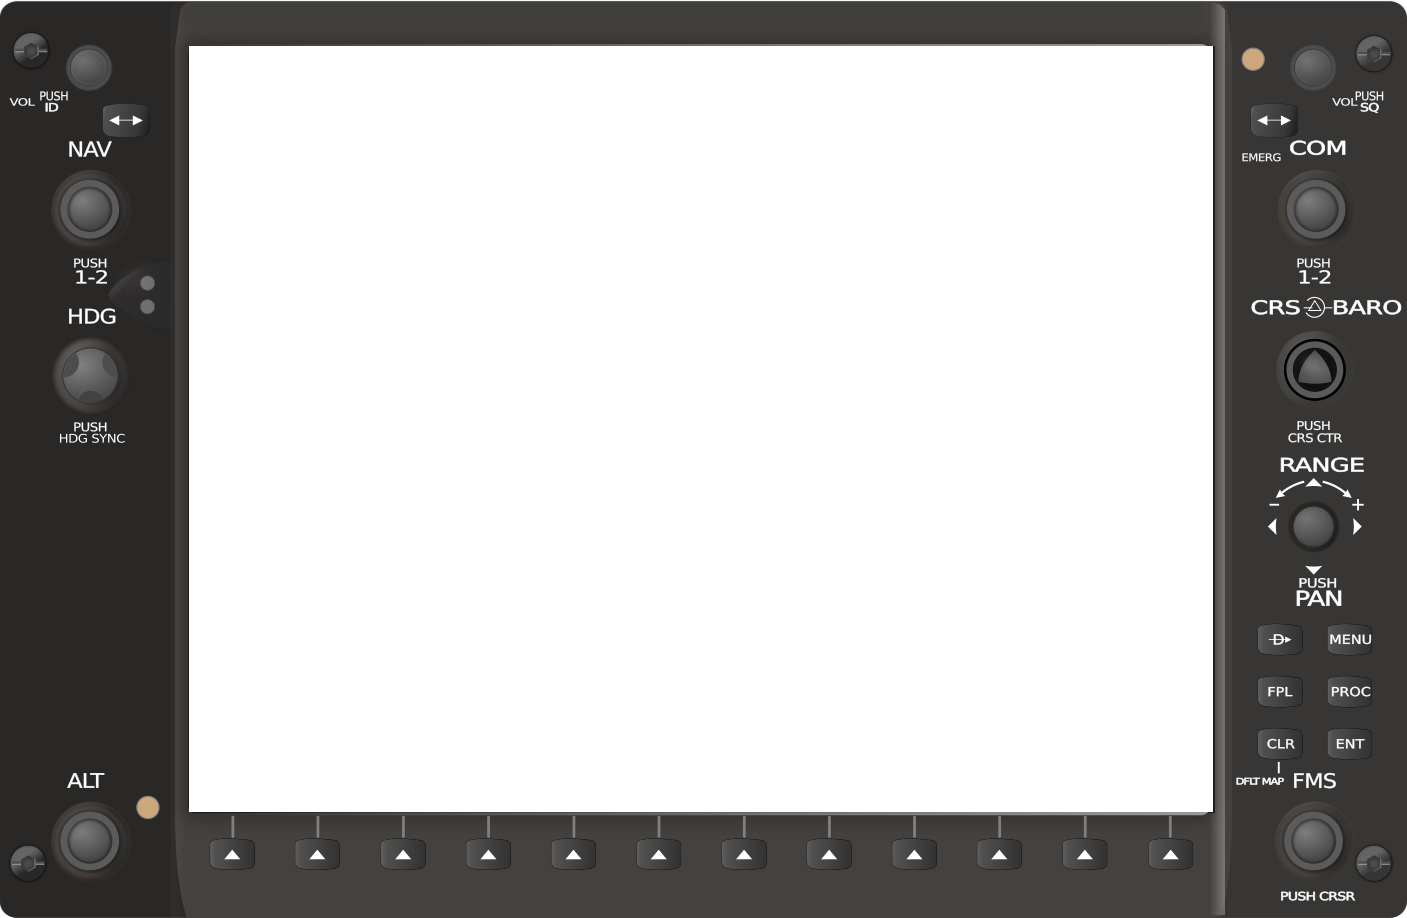 VOL PUSH
ID
NAV
PUSH
1-2
HDG
PUSH
HDG SYNC
ALT
VOL PUSH
SQ
EMERG COM
PUSH
1-2
CRS BARO
PUSH
CRS CTR
RANGE
− +
PUSH
PAN
D MENU
FPL PROC
CLR ENT
DFLT MAP FMS
PUSH CRSR